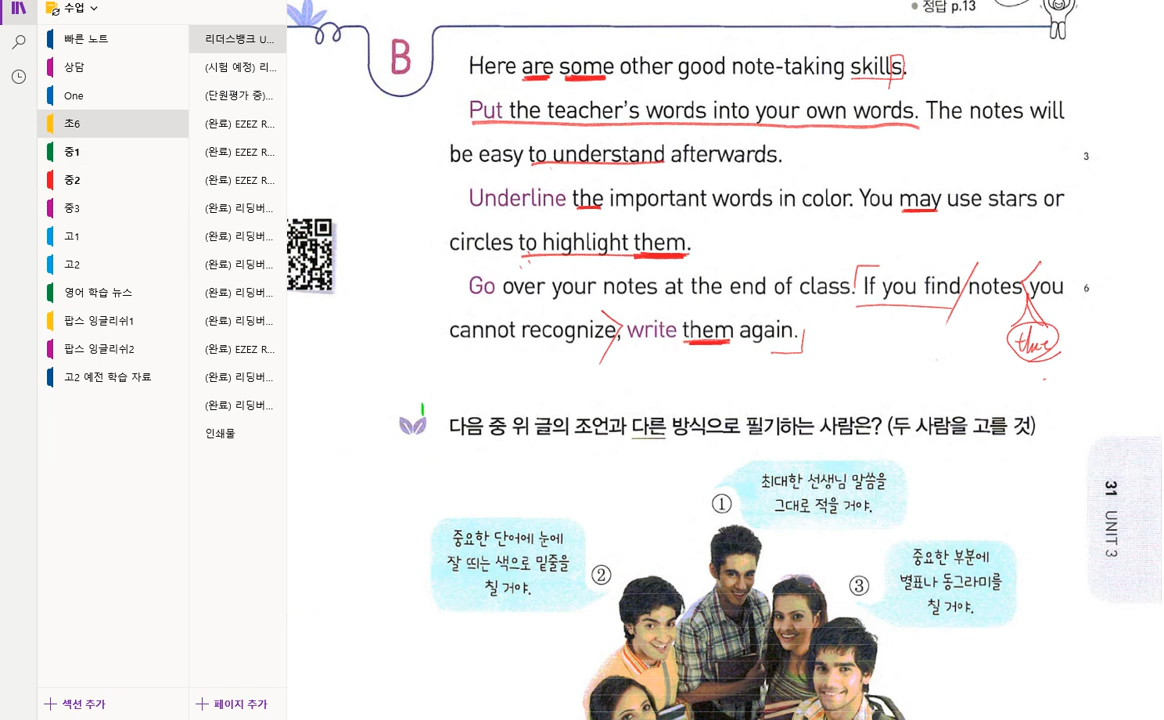 수업
빠른 노트
상담
One
초6
중1
중2
중3
고1
고2
영어 학습 뉴스
팝스 잉글리쉬1
팝스 잉글리쉬2
고2 예전 학습 자료
섹션 추가
리더스뱅크 U...
(시험 예정) 리...
(단원평가 중)...
(완료) EZEZ R...
(완료) EZEZ R...
(완료) EZEZ R...
(완료) 리딩버...
(완료) 리딩버...
(완료) 리딩버...
(완료) 리딩버...
(완료) 리딩버...
(완료) EZEZ R...
(완료) 리딩버...
(완료) 리딩버...
인쇄물
페이지 추가
정답 p.13
B
Here are some other good note-taking skills.
Put the teacher's words into your own words. The notes will
be easy to understand afterwards.
3
Underline the important words in color. You may use stars or
circles to highlight them.
Go over your notes at the end of class. If you find notes you
6
cannot recognize, write them again.
다음 중 위 글의 조언과 다른 방식으로 필기하는 사람은? (두 사람을 고를 것)
①
최대한 선생님 말씀을
그대로 적을 거야.
중요한 단어에 눈에
잘 띄는 색으로 밑줄을
칠 거야.
②
③
중요한 부분에
별표나 동그라미를
칠 거야.
31 UNIT 3